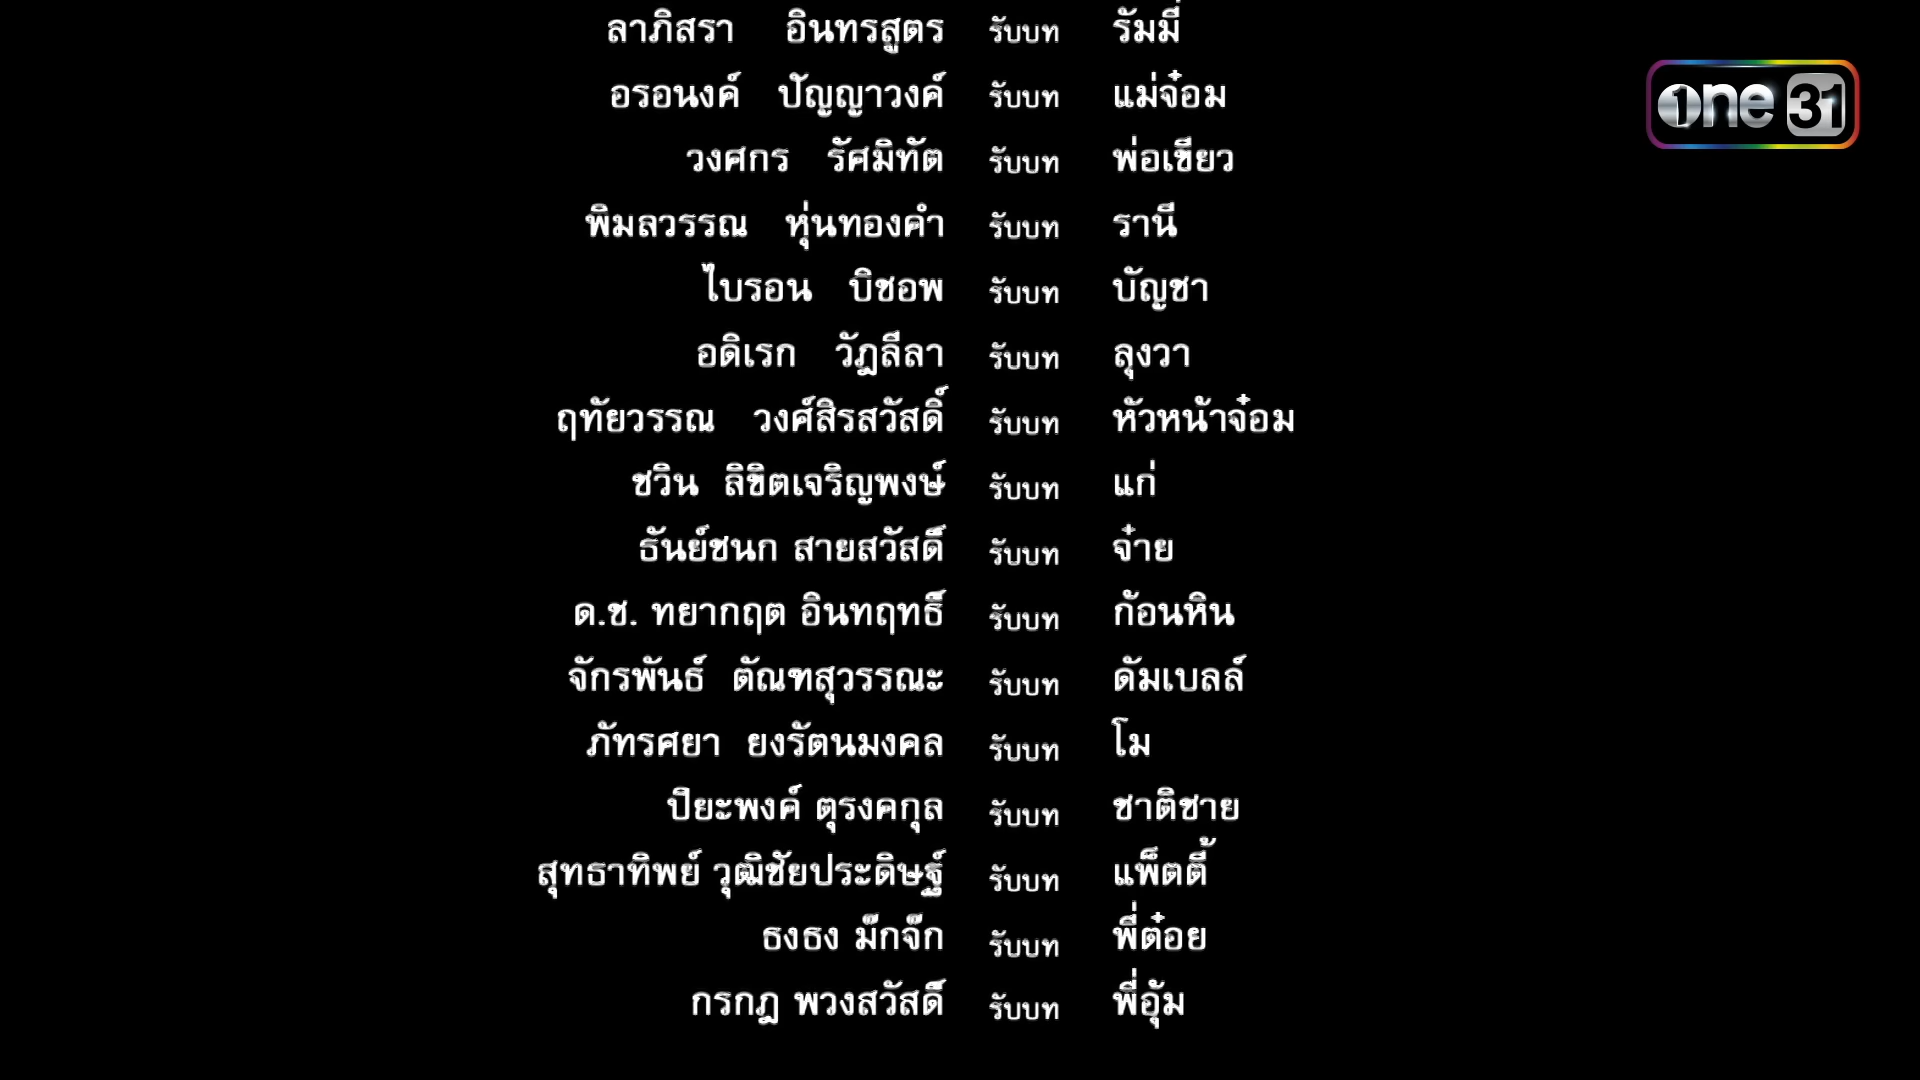 ลาภิสรา อินทรสูตร รับบท รัมมี่
อรอนงค์ ปัญญาวงค์ รับบท แม่จ๋อม
วงศกร รัศมิทัต รับบท พ่อเขียว
พิมลวรรณ หุ่นทองคำ รับบท รานี
ไบรอน บิชอพ รับบท บัญชา
อดิเรก วัฏลีลา รับบท ลุงวา
ฤทัยวรรณ วงศ์สิรสวัสดิ์ รับบท หัวหน้าจ๋อม
ชวิน ลิขิตเจริญพงษ์ รับบท แก่
ธันย์ชนก สายสวัสดิ์ รับบท จ๋าย
ด.ช. ทยากฤต อินทฤทธิ์ รับบท ก้อนหิน
จักรพันธ์ ตัณฑสุวรรณะ รับบท ดัมเบลล์
ภัทรศยา ยงรัตนมงคล รับบท โม
ปิยะพงค์ ตุรงคกุล รับบท ชาติชาย
สุทธาทิพย์ วุฒิชัยประดิษฐ์ รับบท แพ็ตตี้
ธงธง ม๊กจ๊ก รับบท พี่ต๋อย
กรกฎ พวงสวัสดิ์ รับบท พี่อุ้ม
one 31